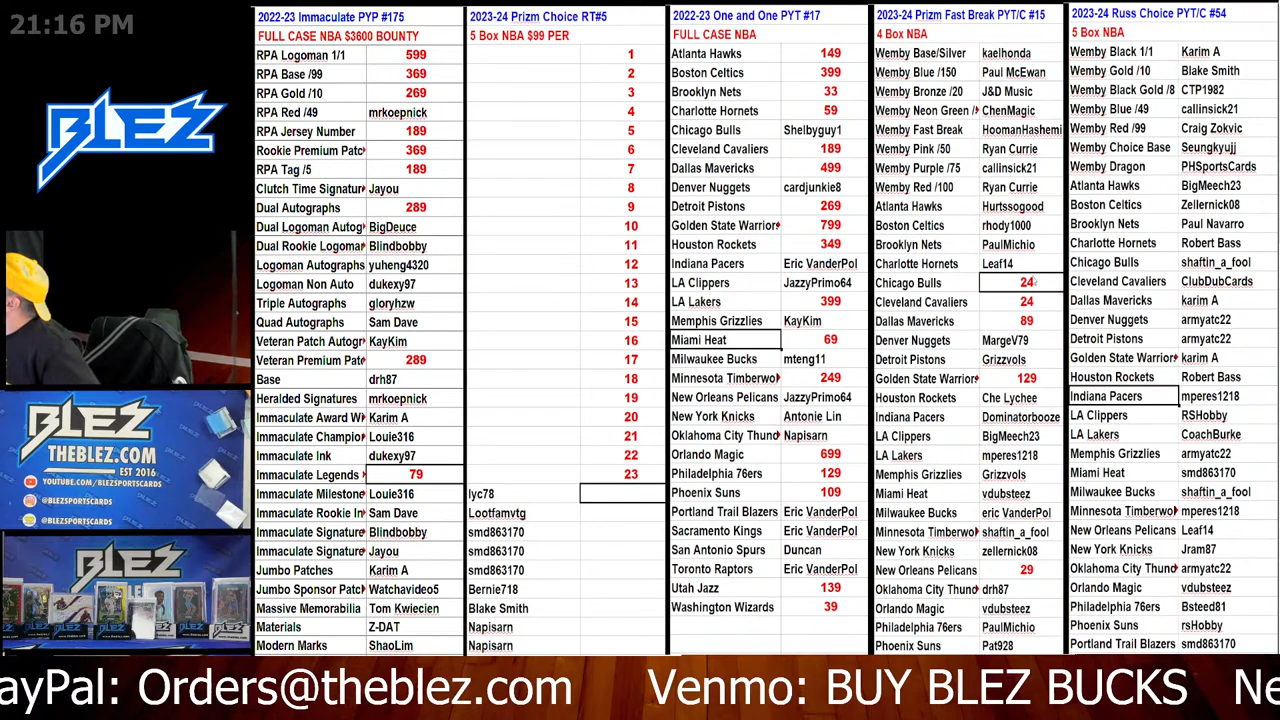 21:16 PM
BLEZ
BLEZ
THEBLEZ.COM
EST 2016
YOUTUBE.COM/BLEZSPORTSCARDS
@BLEZSPORTSCARDS
@BLEZSPORTSCARDS
BLEZ
2022-23 Immaculate PYP #175
FULL CASE NBA $3600 BOUNTY
RPA Logoman 1/1 599
RPA Base /99 369
RPA Gold /10 269
RPA Red /49 mrkoepnick
RPA Jersey Number 189
Rookie Premium Patc 369
RPA Tag /5 189
Clutch Time Signatur Jayou
Dual Autographs 289
Dual Logoman Autog BigDeuce
Dual Rookie Logomar Blindbobby
Logoman Autographs yuheng4320
Logoman Non Auto dukexy97
Triple Autographs gloryhzw
Quad Autographs Sam Dave
Veteran Patch Autogr KayKim
Veteran Premium Pat 289
Base drh87
Heralded Signatures mrkoepnick
Immaculate Award W Karim A
Immaculate Champio Louie316
Immaculate Ink dukexy97
Immaculate Legends 79
Immaculate Milestone Louie316
Immaculate Rookie In Sam Dave
Immaculate Signature Blindbobby
Immaculate Signature Jayou
Jumbo Patches Karim A
Jumbo Sponsor Patc Watchavideo5
Massive Memorabilia Tom Kwiecien
Materials Z-DAT
Modern Marks ShaoLim
2023-24 Prizm Choice RT#5
5 Box NBA $99 PER
1
2
3
4
5
6
7
8
9
10
11
12
13
14
15
16
17
18
19
20
21
22
23
lyc78
Lootfamvtg
smd863170
smd863170
smd863170
Bernie718
Blake Smith
Napisarn
Napisarn
2022-23 One and One PYT #17
FULL CASE NBA
Atlanta Hawks 149
Boston Celtics 399
Brooklyn Nets 33
Charlotte Hornets 59
Chicago Bulls Shelbyguy1
Cleveland Cavaliers 189
Dallas Mavericks 499
Denver Nuggets cardjunkie8
Detroit Pistons 269
Golden State Warrior 799
Houston Rockets 349
Indiana Pacers Eric VanderPol
LA Clippers JazzyPrimo64
LA Lakers 399
Memphis Grizzlies KayKim
Miami Heat 69
Milwaukee Bucks mteng11
Minnesota Timberwo 249
New Orleans Pelicans JazzyPrimo64
New York Knicks Antonie Lin
Oklahoma City Thund Napisarn
Orlando Magic 699
Philadelphia 76ers 129
Phoenix Suns 109
Portland Trail Blazers Eric VanderPol
Sacramento Kings Eric VanderPol
San Antonio Spurs Duncan
Toronto Raptors Eric VanderPol
Utah Jazz 139
Washington Wizards 39
2023-24 Prizm Fast Break PYT/C #15
4 Box NBA
Wemby Base/Silver kaelhonda
Wemby Blue /150 Paul McEwan
Wemby Bronze /20 J&D Music
Wemby Neon Green / ChenMagic
Wemby Fast Break HoomanHashemi
Wemby Pink /50 Ryan Currie
Wemby Purple /75 callinsick21
Wemby Red /100 Ryan Currie
Atlanta Hawks Hurtssogood
Boston Celtics rhody1000
Brooklyn Nets PaulMichio
Charlotte Hornets Leaf14
Chicago Bulls 24
Cleveland Cavaliers 24
Dallas Mavericks 89
Denver Nuggets MargeV79
Detroit Pistons Grizzvols
Golden State Warrior 129
Houston Rockets Che Lychee
Indiana Pacers Dominatorbooze
LA Clippers BigMeech23
LA Lakers mperes1218
Memphis Grizzlies Grizzvols
Miami Heat vdubsteez
Milwaukee Bucks eric VanderPol
Minnesota Timberwo shaftin_a_fool
New York Knicks zellernick08
New Orleans Pelicans 29
Oklahoma City Thund drh87
Orlando Magic vdubsteez
Philadelphia 76ers PaulMichio
Phoenix Suns Pat928
2023-24 Russ Choice PYT/C #54
5 Box NBA
Wemby Black 1/1 Karim A
Wemby Gold /10 Blake Smith
Wemby Black Gold /8 CTP1982
Wemby Blue /49 callinsick21
Wemby Red /99 Craig Zokvic
Wemby Choice Base Seungkyujj
Wemby Dragon PHSportsCards
Atlanta Hawks BigMeech23
Boston Celtics Zellernick08
Brooklyn Nets Paul Navarro
Charlotte Hornets Robert Bass
Chicago Bulls shaftin_a_fool
Cleveland Cavaliers ClubDubCards
Dallas Mavericks karim A
Denver Nuggets armyatc22
Detroit Pistons armyatc22
Golden State Warrior karim A
Houston Rockets Robert Bass
Indiana Pacers mperes1218
LA Clippers RSHobby
LA Lakers CoachBurke
Memphis Grizzlies armyatc22
Miami Heat smd863170
Milwaukee Bucks shaftin_a_fool
Minnesota Timberwo mperes1218
New Orleans Pelicans Leaf14
New York Knicks Jram87
Oklahoma City Thund armyatc22
Orlando Magic vdubsteez
Philadelphia 76ers Bsteed81
Phoenix Suns rsHobby
Portland Trail Blazers smd863170
ayPal: Orders@theblez.com Venmo: BUY BLEZ BUCKS Ne